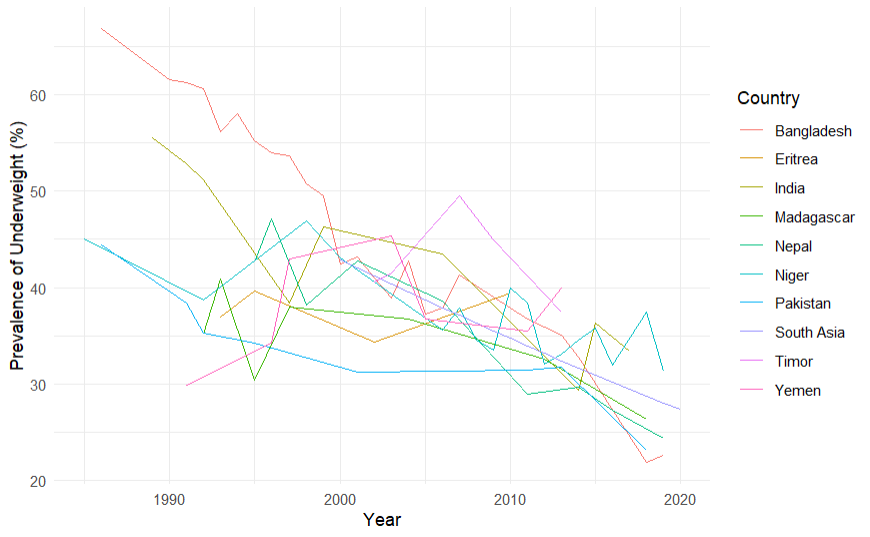 Prevalence of Underweight (%)
60
50
40
30
20
1990
2000
2010
2020
Year
Country
Bangladesh
Eritrea
India
Madagascar
Nepal
Niger
Pakistan
South Asia
Timor
Yemen